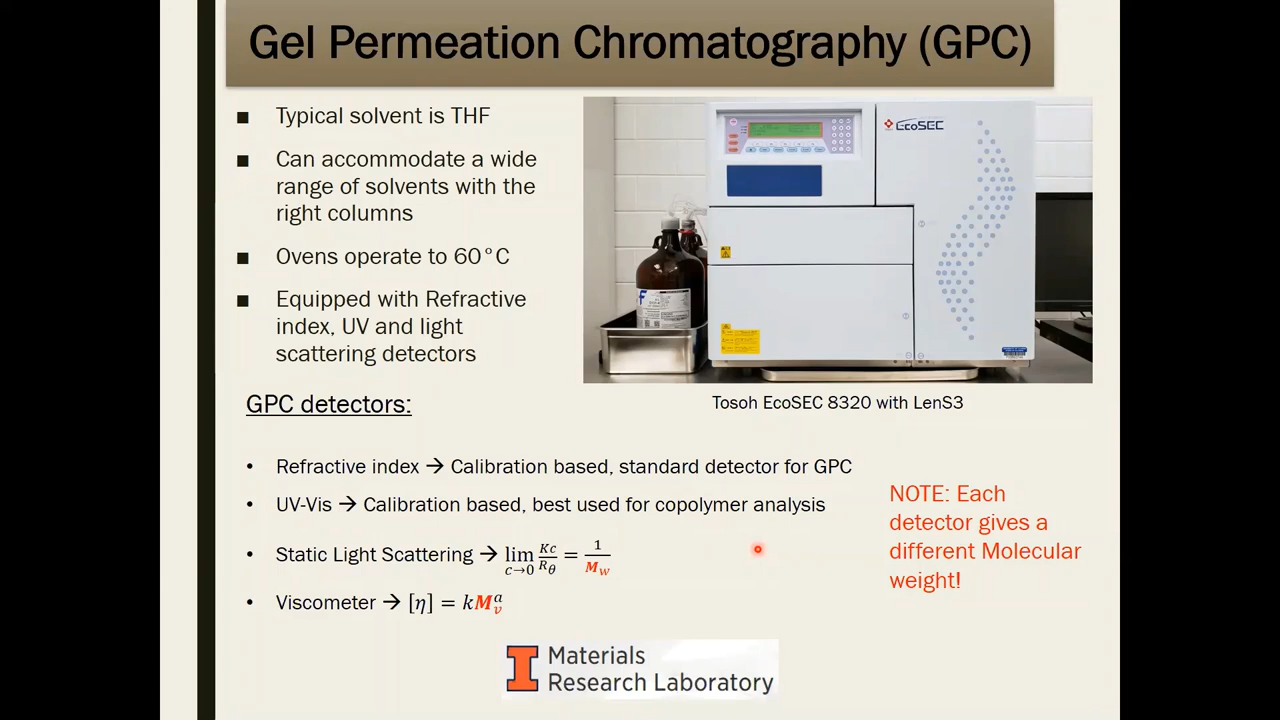 Gel Permeation Chromatography (GPC)
■ Typical solvent is THF
■ Can accommodate a wide
range of solvents with the
right columns
■ Ovens operate to 60°C
■ Equipped with Refractive
index, UV and light
scattering detectors
EcoSEC
Tosoh EcoSEC 8320 with LenS3
GPC detectors:
• Refractive index → Calibration based, standard detector for GPC
• UV-Vis → Calibration based, best used for copolymer analysis
• Static Light Scattering → lim c→0 Kc/Rθ = 1/Mw
• Viscometer → [η] = kMvᵃ
NOTE: Each
detector gives a
different Molecular
weight!
I Materials
Research Laboratory